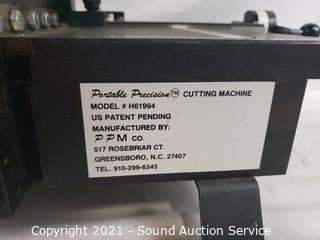 Portable Precision™ CUTTING MACHINE
MODEL # H61994
US PATENT PENDING
MANUFACTURED BY:
PPM CO.
517 ROSEBRIAR CT.
GREENSBORO, N.C. 27407
TEL. 910-299-6345
Copyright © 2021 - Sound Auction Service